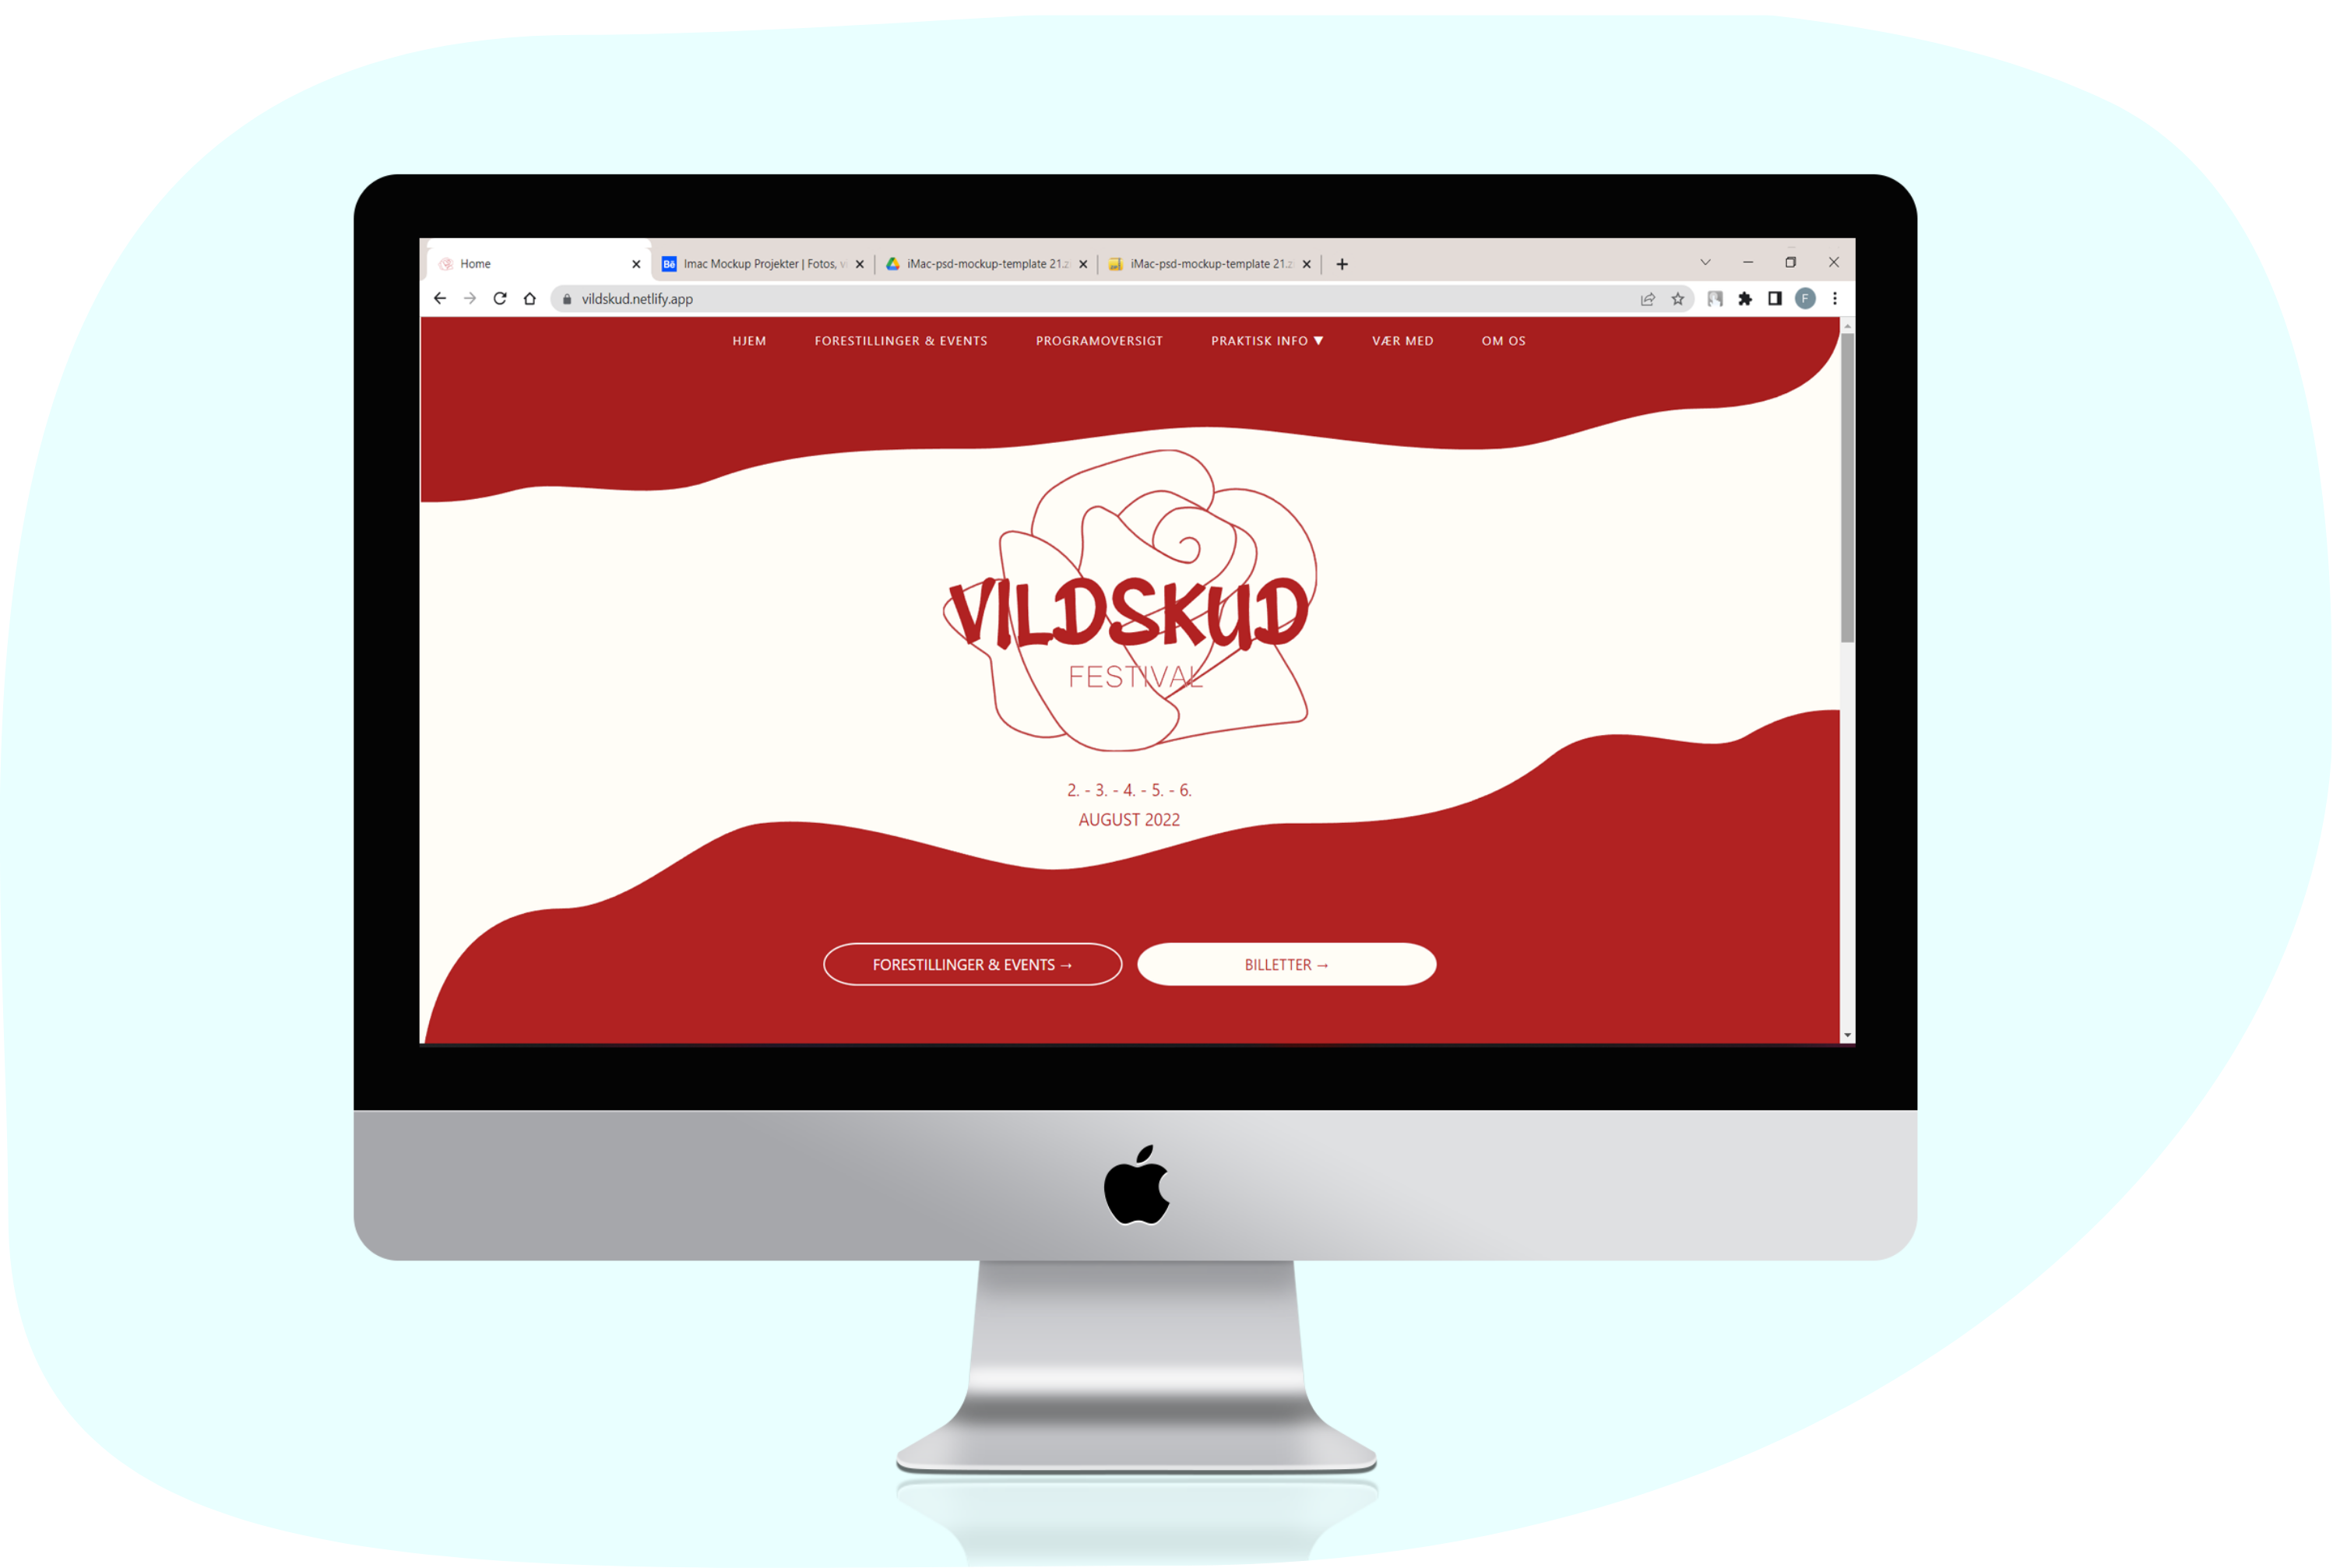 Home
Bē Imac Mockup Projekter | Fotos, v
iMac-psd-mockup-template 21.z
iMac-psd-mockup-template 21.z
vildskud.netlify.app
F
HJEM
FORESTILLINGER & EVENTS
PROGRAMOVERSIGT
PRAKTISK INFO ▼
VÆR MED
OM OS
VILDSKUD
FESTIVAL
2. - 3. - 4. - 5. - 6.
AUGUST 2022
FORESTILLINGER & EVENTS →
BILLETTER →